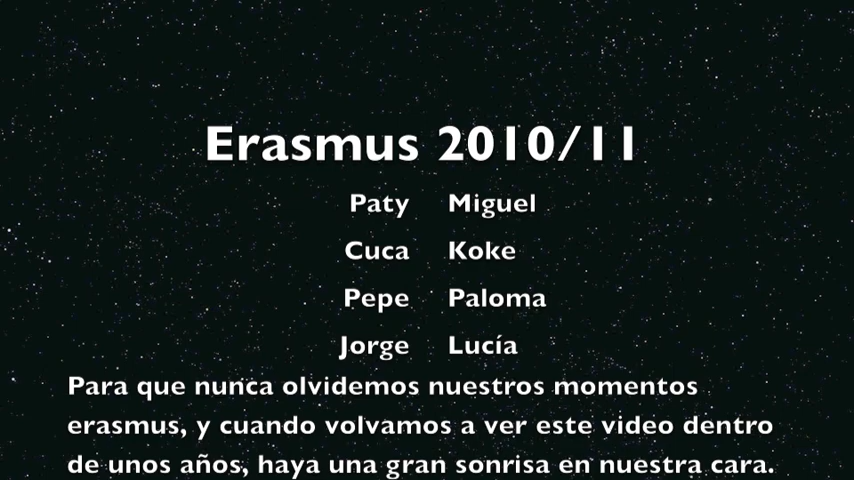 Erasmus 2010/11
Paty Miguel
Cuca Koke
Pepe Paloma
Jorge Lucía
Para que nunca olvidemos nuestros momentos
erasmus, y cuando volvamos a ver este video dentro
de unos años, haya una gran sonrisa en nuestra cara.